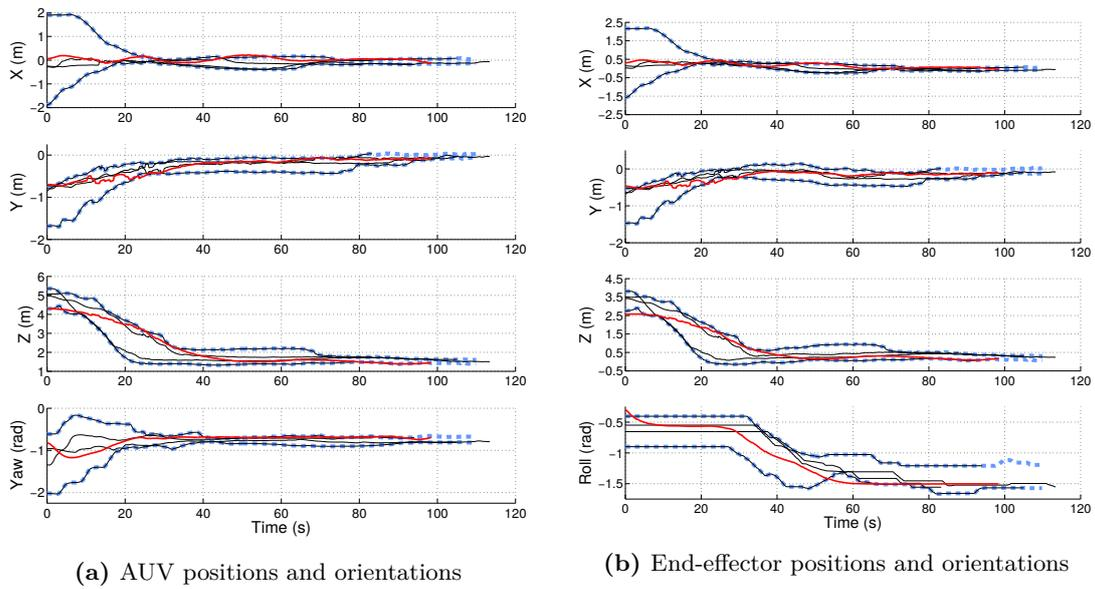 X (m)
2
1
0
−1
−2
0 20 40 60 80 100 120
Y (m)
0
−1
−2
0 20 40 60 80 100 120
Z (m)
6
5
4
3
2
1
0 20 40 60 80 100 120
Yaw (rad)
0
−1
−2
0 20 40 60 80 100 120
Time (s)
(a) AUV positions and orientations
X (m)
2.5
1.5
0.5
−0.5
−1.5
−2.5
0 20 40 60 80 100 120
Y (m)
0
−1
−2
0 20 40 60 80 100 120
Z (m)
4.5
3.5
2.5
1.5
0.5
−0.5
0 20 40 60 80 100 120
Roll (rad)
−0.5
−1
−1.5
0 20 40 60 80 100 120
Time (s)
(b) End-effector positions and orientations